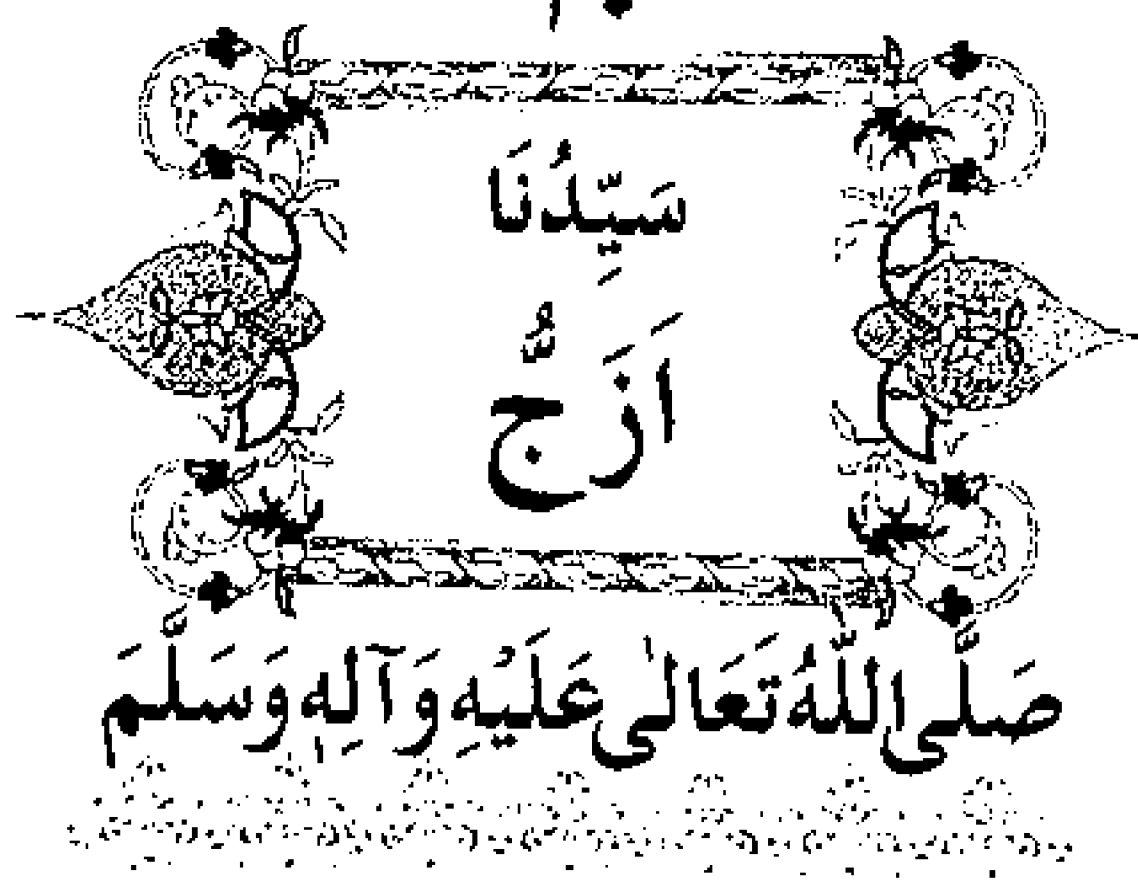 سَيِّدُنَا
اَزَجُّ
صَلَّى اللّٰهُ تَعَالٰى عَلَيْهِ وَآلِهٖ وَسَلَّمَ